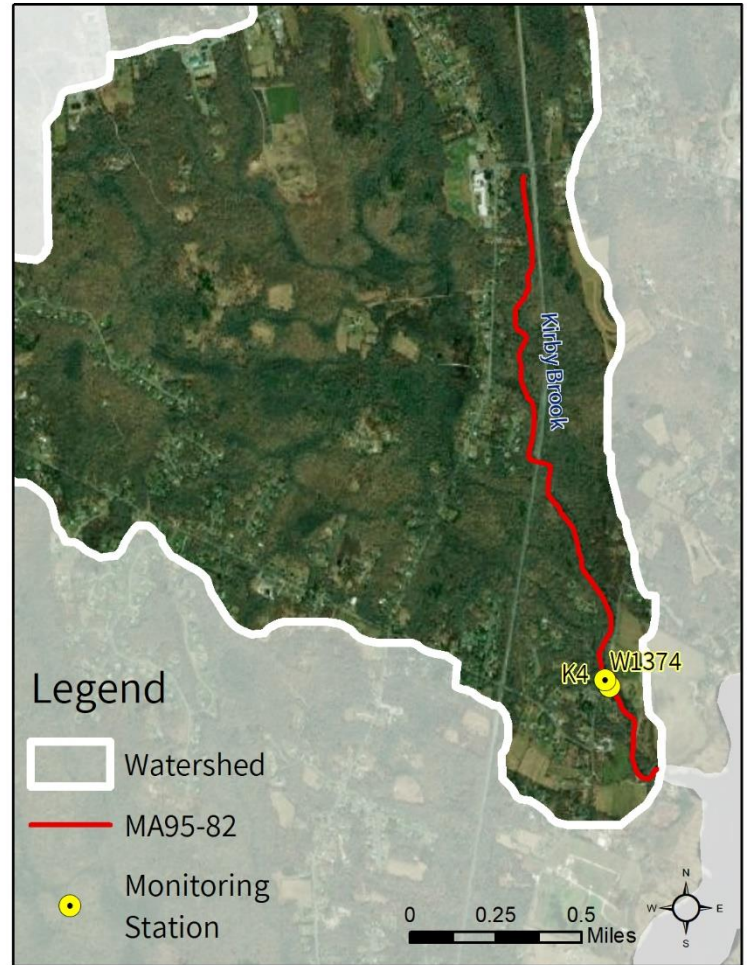 Kirby Brook
K4
W1374
Legend
Watershed
MA95-82
Monitoring
Station
0 0.25 0.5
Miles
N
W E
S